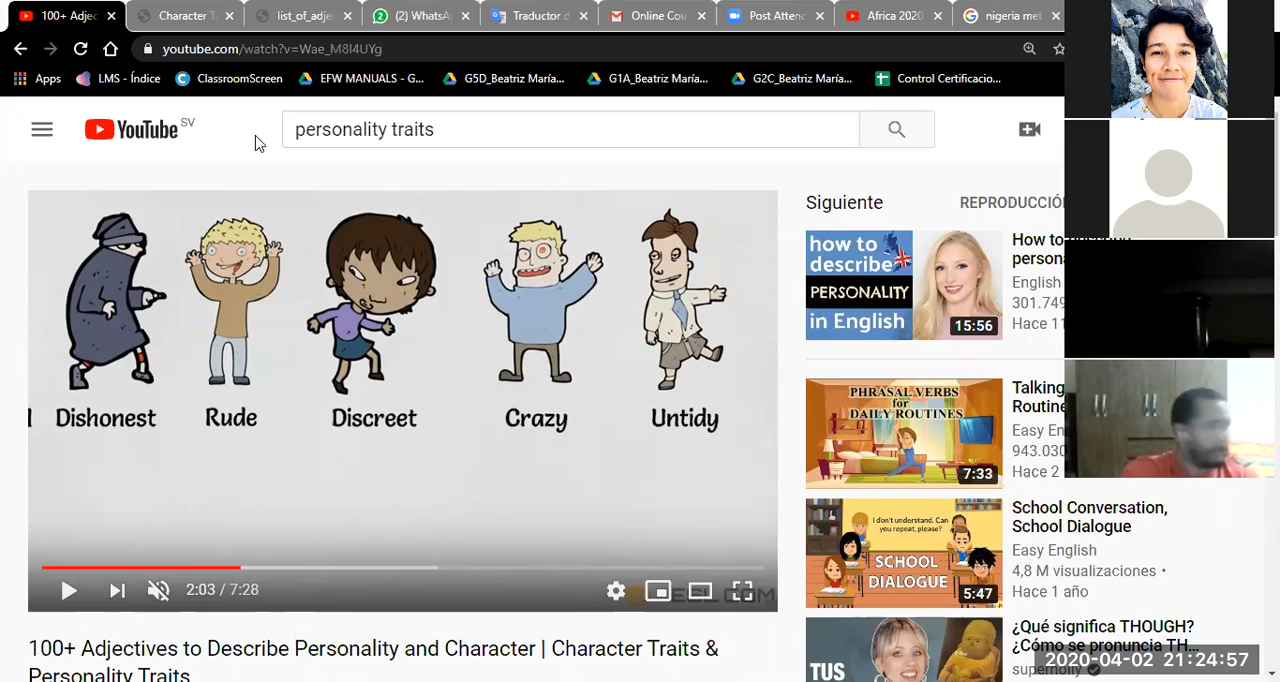 100+ Adjec
Character T
list_of_adje
(2) WhatsA
Traductor d
Online Cou
Post Attend
Africa 2020
nigeria me
youtube.com/watch?v=Wae_M8l4UYg
Apps
LMS - Índice
ClassroomScreen
EFW MANUALS - G...
G5D_Beatriz María...
G1A_Beatriz María...
G2C_Beatriz María...
Control Certificacio...
YouTube SV
personality traits
Dishonest Rude Discreet Crazy Untidy
2:03 / 7:28
100+ Adjectives to Describe Personality and Character | Character Traits &
Personality Traits
Siguiente
how to
describe
PERSONALITY
in English
15:56
How to
English
301.749
PHRASAL VERBS
for
DAILY ROUTINES
7:33
Talking
Routine
Easy En
943.030
Hace 2
I don't understand. Can
you repeat, please?
SCHOOL
DIALOGUE
5:47
School Conversation,
School Dialogue
Easy English
4,8 M visualizaciones •
Hace 1 año
TUS
¿Qué significa THOUGH?
¿Cómo se pronuncia TH...
superholly
2020-04-02 21:24:57